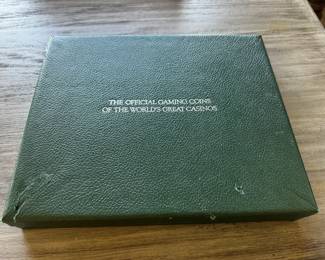 THE OFFICIAL GAMING COINS
OF THE WORLD'S GREAT CASINOS